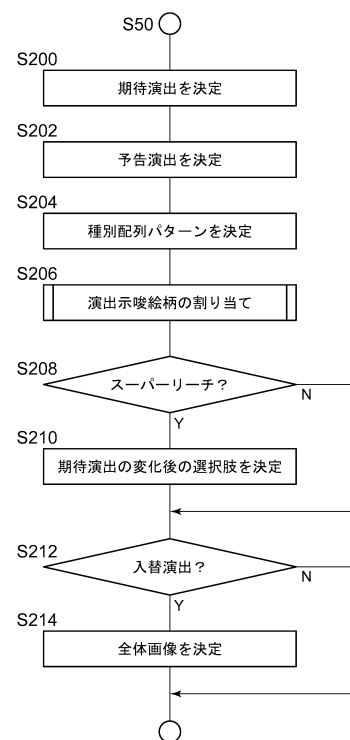 S50
S200
期待演出を決定
S202
予告演出を決定
S204
種別配列パターンを決定
S206
演出示唆絵柄の割り当て
S208
スーパーリーチ？
N
Y
S210
期待演出の変化後の選択肢を決定
S212
入替演出？
N
Y
S214
全体画像を決定